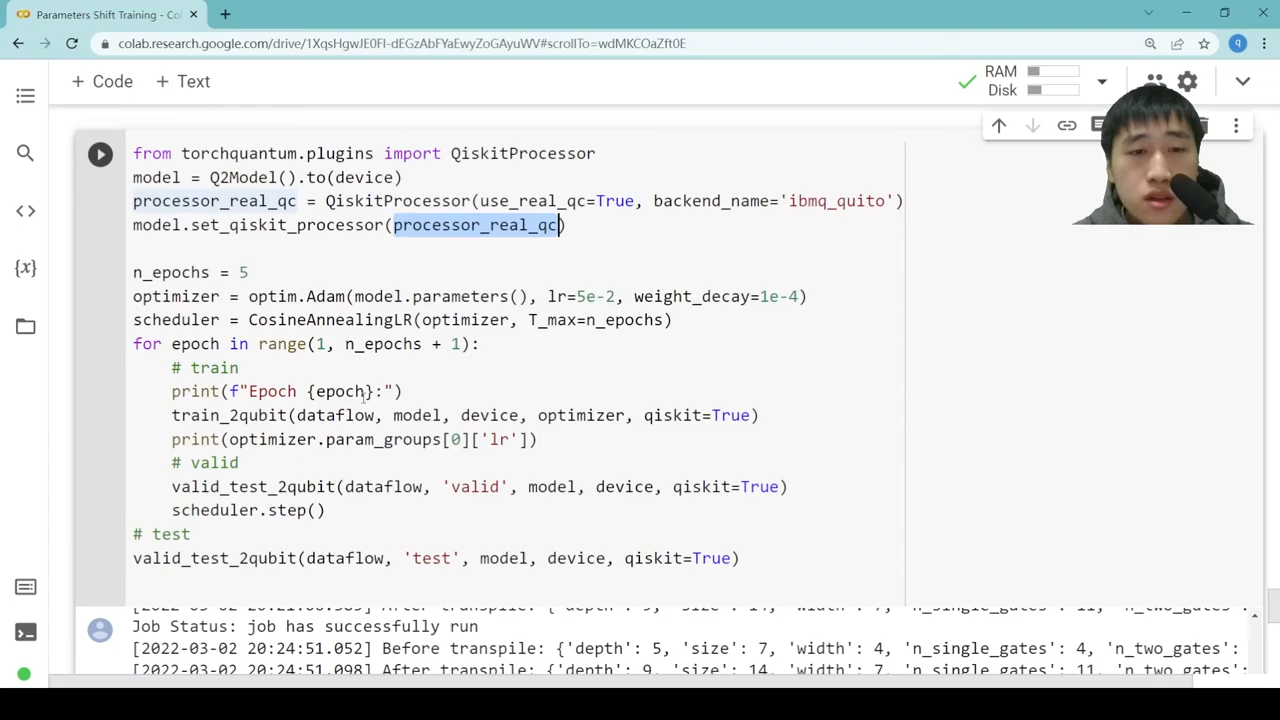 Parameters Shift Training - Col
colab.research.google.com/drive/1XqsHgwJE0FI-dEGzAbFYaEwyZoGAyuWV#scrollTo=wdMKCOaZft0E
q
+ Code + Text
RAM
Disk
from torchquantum.plugins import QiskitProcessor
model = Q2Model().to(device)
processor_real_qc = QiskitProcessor(use_real_qc=True, backend_name='ibmq_quito')
model.set_qiskit_processor(processor_real_qc)
n_epochs = 5
optimizer = optim.Adam(model.parameters(), lr=5e-2, weight_decay=1e-4)
scheduler = CosineAnnealingLR(optimizer, T_max=n_epochs)
for epoch in range(1, n_epochs + 1):
# train
print(f"Epoch {epoch}:")
train_2qubit(dataflow, model, device, optimizer, qiskit=True)
print(optimizer.param_groups[0]['lr'])
# valid
valid_test_2qubit(dataflow, 'valid', model, device, qiskit=True)
scheduler.step()
# test
valid_test_2qubit(dataflow, 'test', model, device, qiskit=True)
{x}
Job Status: job has successfully run
[2022-03-02 20:24:51.052] Before transpile: {'depth': 5, 'size': 7, 'width': 4, 'n_single_gates': 4, 'n_two_gates':
[2022-03-02 20:24:51.098] After transpile: {'depth': 9, 'size': 14, 'width': 7, 'n_single_gates': 11, 'n_two_gates':